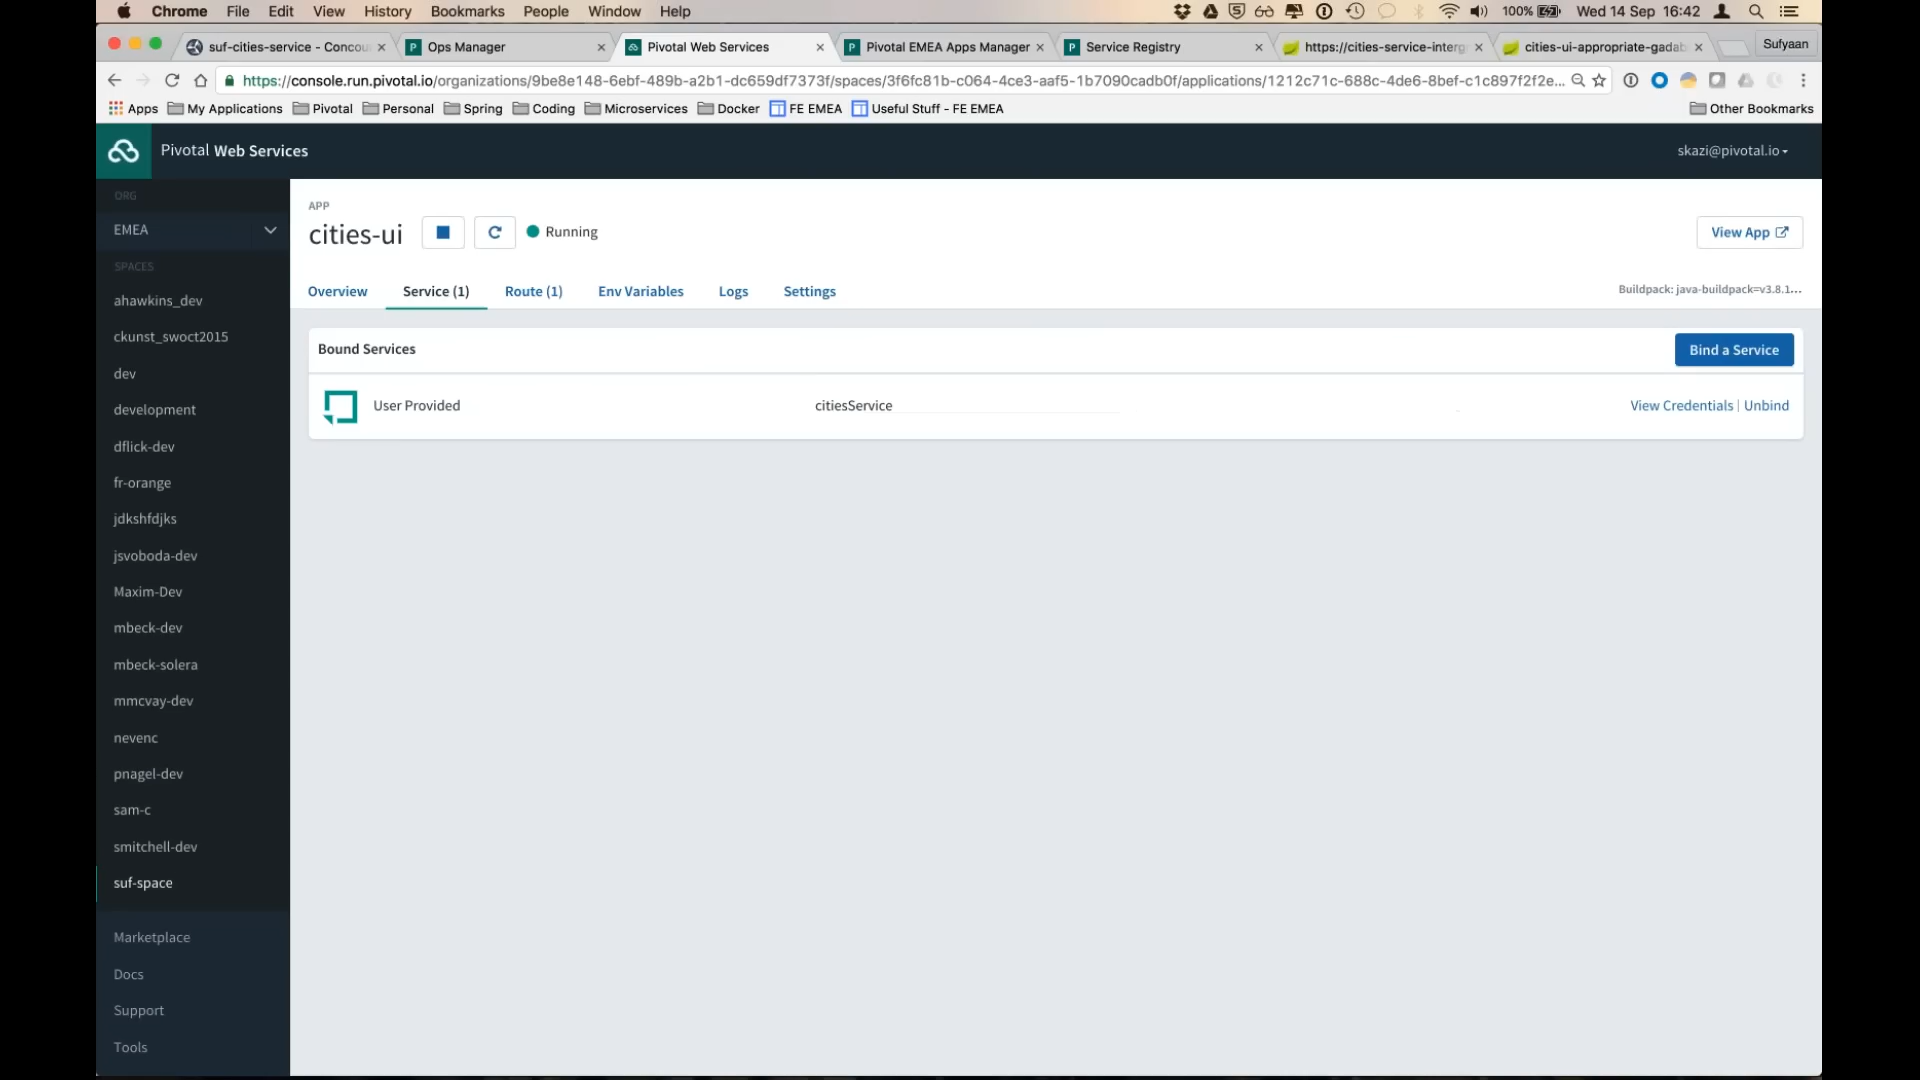 Chrome File Edit View History Bookmarks People Window Help 100% Wed 14 Sep 16:42
suf-cities-service - Concou Ops Manager Pivotal Web Services Pivotal EMEA Apps Manager Service Registry https://cities-service-interg cities-ui-appropriate-gadab Sufyaan
https://console.run.pivotal.io/organizations/9be8e148-6ebf-489b-a2b1-dc659df7373f/spaces/3f6fc81b-c064-4ce3-aaf5-1b7090cadb0f/applications/1212c71c-688c-4de6-8bef-c1c897f2f2e...
Apps My Applications Pivotal Personal Spring Coding Microservices Docker FE EMEA Useful Stuff - FE EMEA Other Bookmarks
Pivotal Web Services skazi@pivotal.io
ORG
EMEA
SPACES
ahawkins_dev
ckunst_swoct2015
dev
development
dflick-dev
fr-orange
jdkshfdjks
jsvoboda-dev
Maxim-Dev
mbeck-dev
mbeck-solera
mmcvay-dev
nevenc
pnagel-dev
sam-c
smitchell-dev
suf-space
Marketplace
Docs
Support
Tools
APP
cities-ui Running View App
Overview Service (1) Route (1) Env Variables Logs Settings Buildpack: java-buildpack=v3.8.1...
Bound Services Bind a Service
User Provided citiesService View Credentials | Unbind